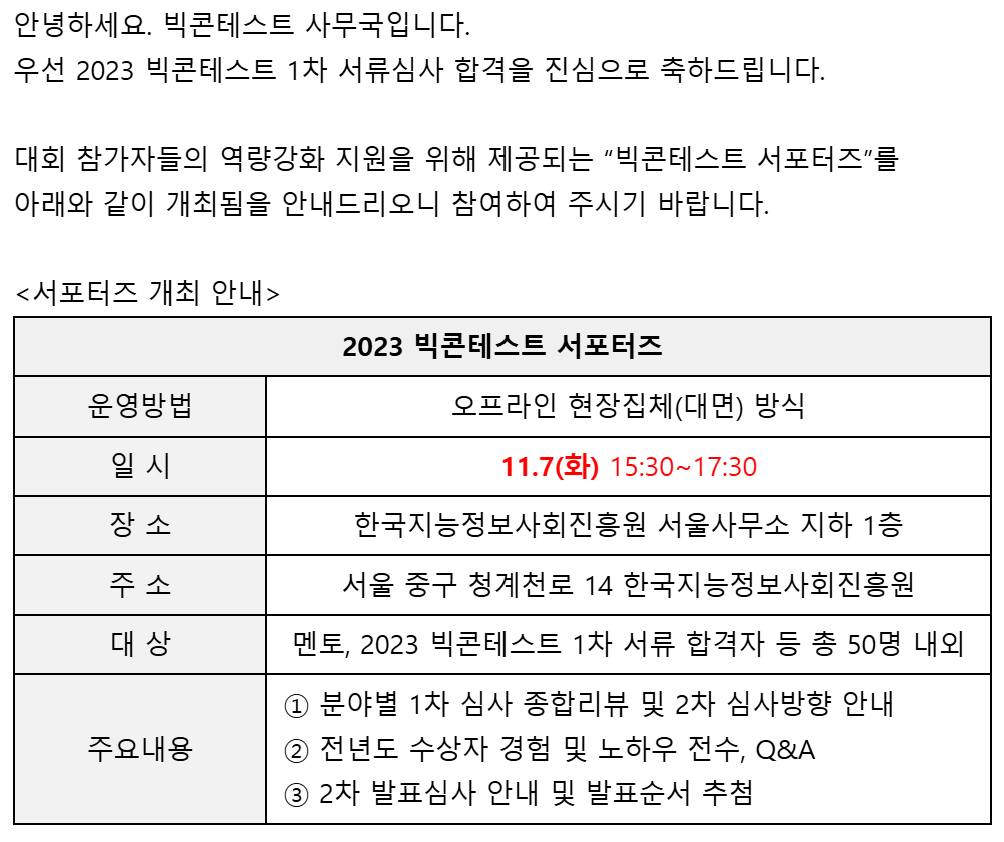 안녕하세요. 빅콘테스트 사무국입니다.
우선 2023 빅콘테스트 1차 서류심사 합격을 진심으로 축하드립니다.
대회 참가자들의 역량강화 지원을 위해 제공되는 “빅콘테스트 서포터즈”를
아래와 같이 개최됨을 안내드리오니 참여하여 주시기 바랍니다.
<서포터즈 개최 안내>
2023 빅콘테스트 서포터즈
운영방법 오프라인 현장집체(대면) 방식
일 시 11.7(화) 15:30~17:30
장 소 한국지능정보사회진흥원 서울사무소 지하 1층
주 소 서울 중구 청계천로 14 한국지능정보사회진흥원
대 상 멘토, 2023 빅콘테스트 1차 서류 합격자 등 총 50명 내외
주요내용
① 분야별 1차 심사 종합리뷰 및 2차 심사방향 안내
② 전년도 수상자 경험 및 노하우 전수, Q&A
③ 2차 발표심사 안내 및 발표순서 추첨